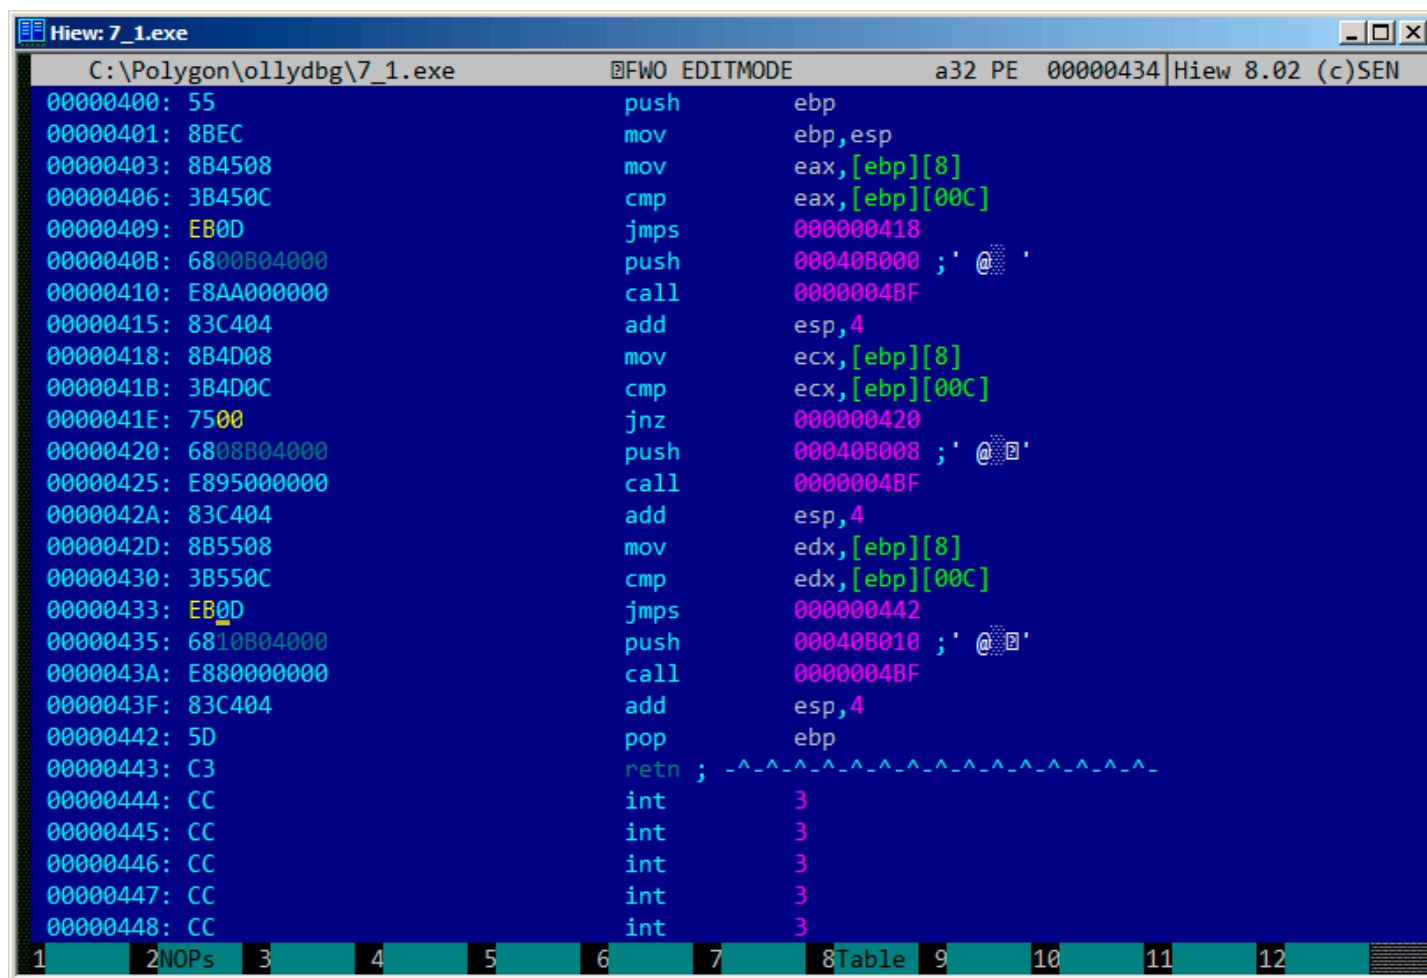 Hiew: 7_1.exe
C:\Polygon\ollydbg\7_1.exe FWO EDITMODE a32 PE 00000434 Hiew 8.02 (c)SEN
00000400: 55 push ebp
00000401: 8BEC mov ebp,esp
00000403: 8B4508 mov eax,[ebp][8]
00000406: 3B450C cmp eax,[ebp][00C]
00000409: EB0D jmps 000000418
0000040B: 6800B04000 push 00040B000 ;' @░ '
00000410: E8AA000000 call 0000004BF
00000415: 83C404 add esp,4
00000418: 8B4D08 mov ecx,[ebp][8]
0000041B: 3B4D0C cmp ecx,[ebp][00C]
0000041E: 7500 jnz 000000420
00000420: 6808B04000 push 00040B008 ;' @░'
00000425: E895000000 call 0000004BF
0000042A: 83C404 add esp,4
0000042D: 8B5508 mov edx,[ebp][8]
00000430: 3B550C cmp edx,[ebp][00C]
00000433: EB0D jmps 000000442
00000435: 6810B04000 push 00040B010 ;' @░'
0000043A: E880000000 call 0000004BF
0000043F: 83C404 add esp,4
00000442: 5D pop ebp
00000443: C3 retn ; -^-^-^-^-^-^-^-^-^-^-^-^-^-^-^-
00000444: CC int 3
00000445: CC int 3
00000446: CC int 3
00000447: CC int 3
00000448: CC int 3
1 2NOPs 3 4 5 6 7 8Table 9 10 11 12